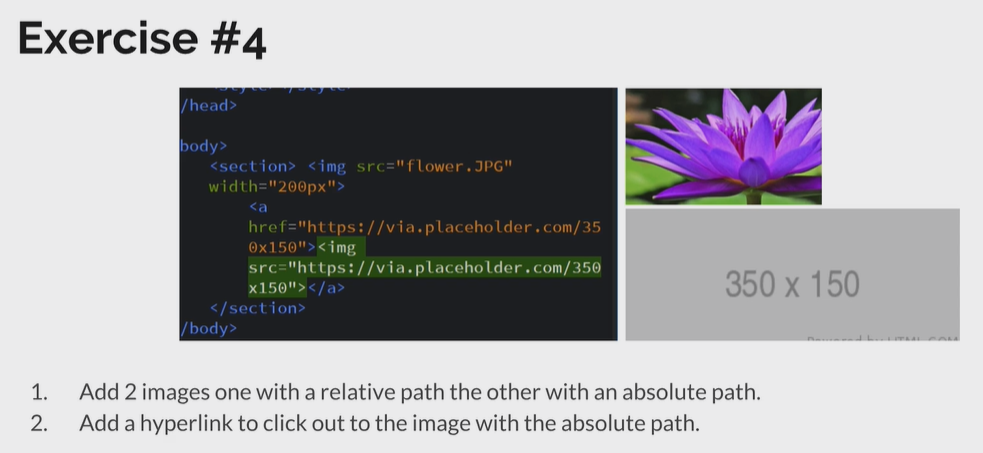 Exercise #4
/head>
body>
<section> <img src="flower.JPG"
width="200px">
<a
href="https://via.placeholder.com/35
0x150"><img
src="https://via.placeholder.com/350
x150"></a>
</section>
/body>
350 x 150
1. Add 2 images one with a relative path the other with an absolute path.
2. Add a hyperlink to click out to the image with the absolute path.